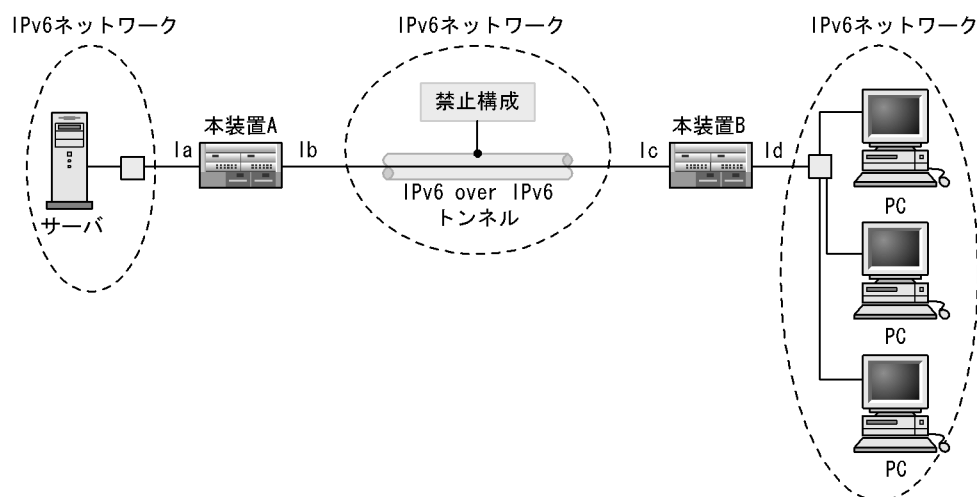 IPv6ネットワーク
IPv6ネットワーク
IPv6ネットワーク
禁止構成
本装置A
本装置B
Ia
Ib
Ic
Id
IPv6 over IPv6
トンネル
サーバ
PC
PC
PC